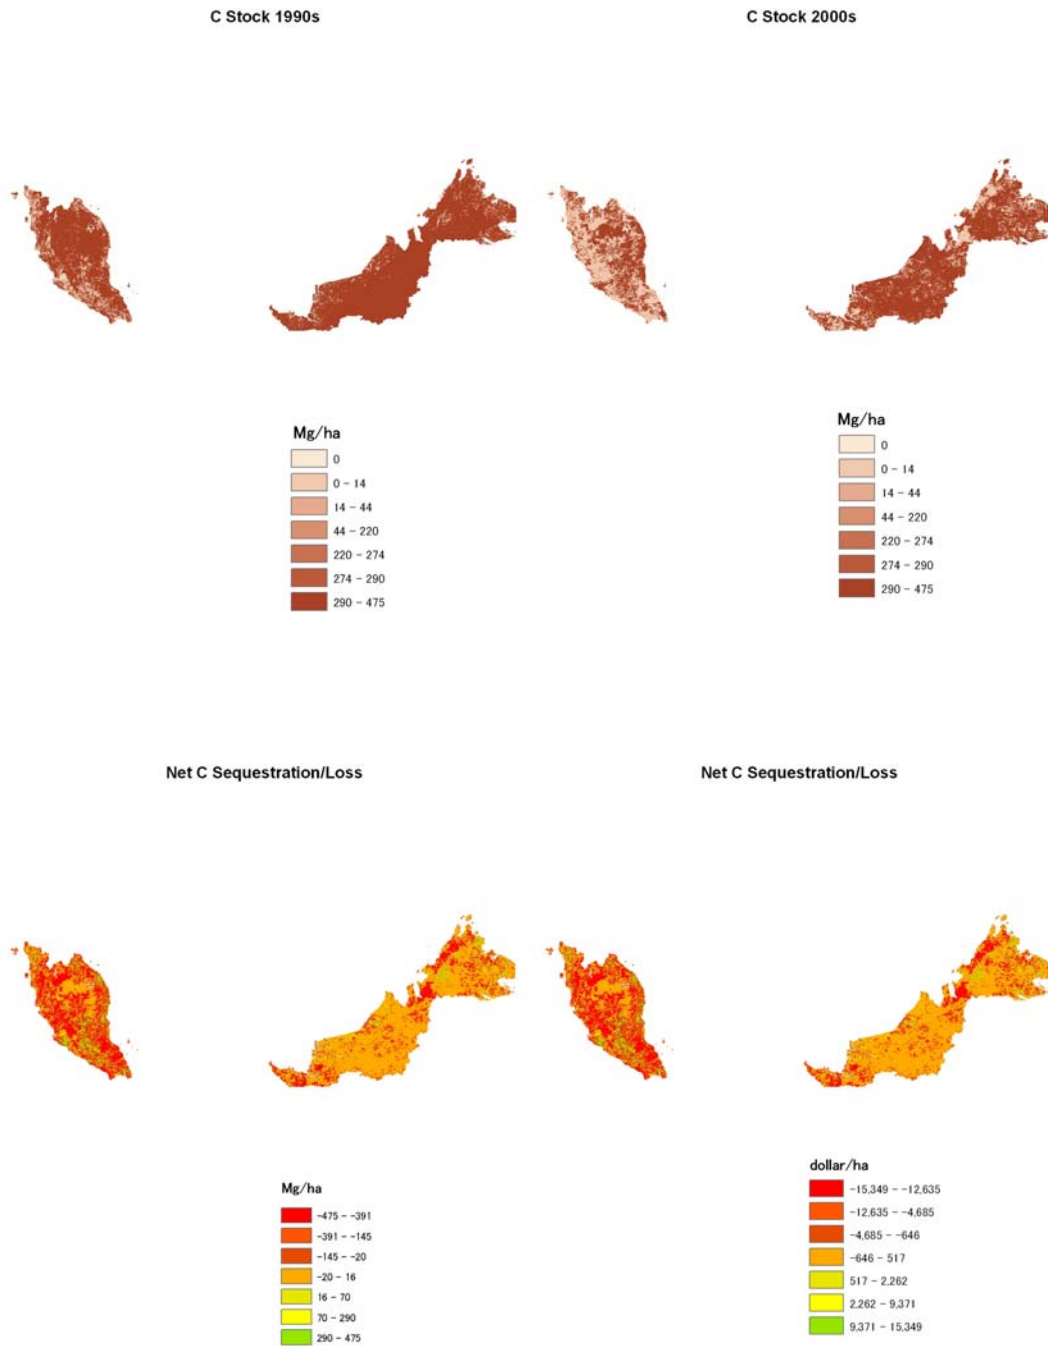 C Stock 1990s
C Stock 2000s
Mg/ha
0
0 – 14
14 – 44
44 – 220
220 – 274
274 – 290
290 – 475
Mg/ha
0
0 – 14
14 – 44
44 – 220
220 – 274
274 – 290
290 – 475
Net C Sequestration/Loss
Net C Sequestration/Loss
Mg/ha
-475 – -391
-391 – -145
-145 – -20
-20 – 16
16 – 70
70 – 290
290 – 475
dollar/ha
-15,349 – -12,635
-12,635 – -4,685
-4,685 – -646
-646 – 517
517 – 2,262
2,262 – 9,371
9,371 – 15,349